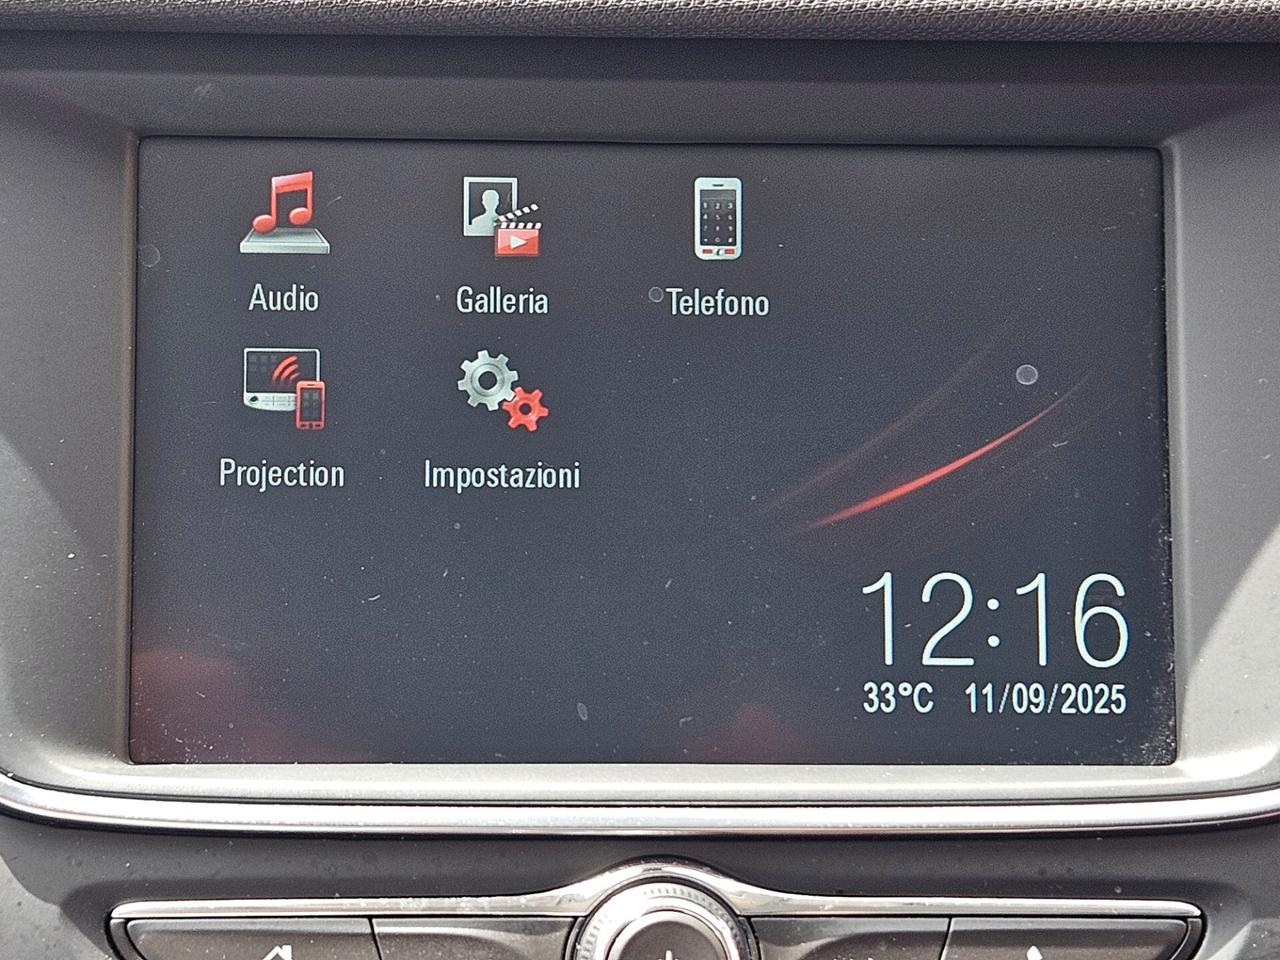 Audio Galleria Telefono
Projection Impostazioni
12:16
33°C 11/09/2025